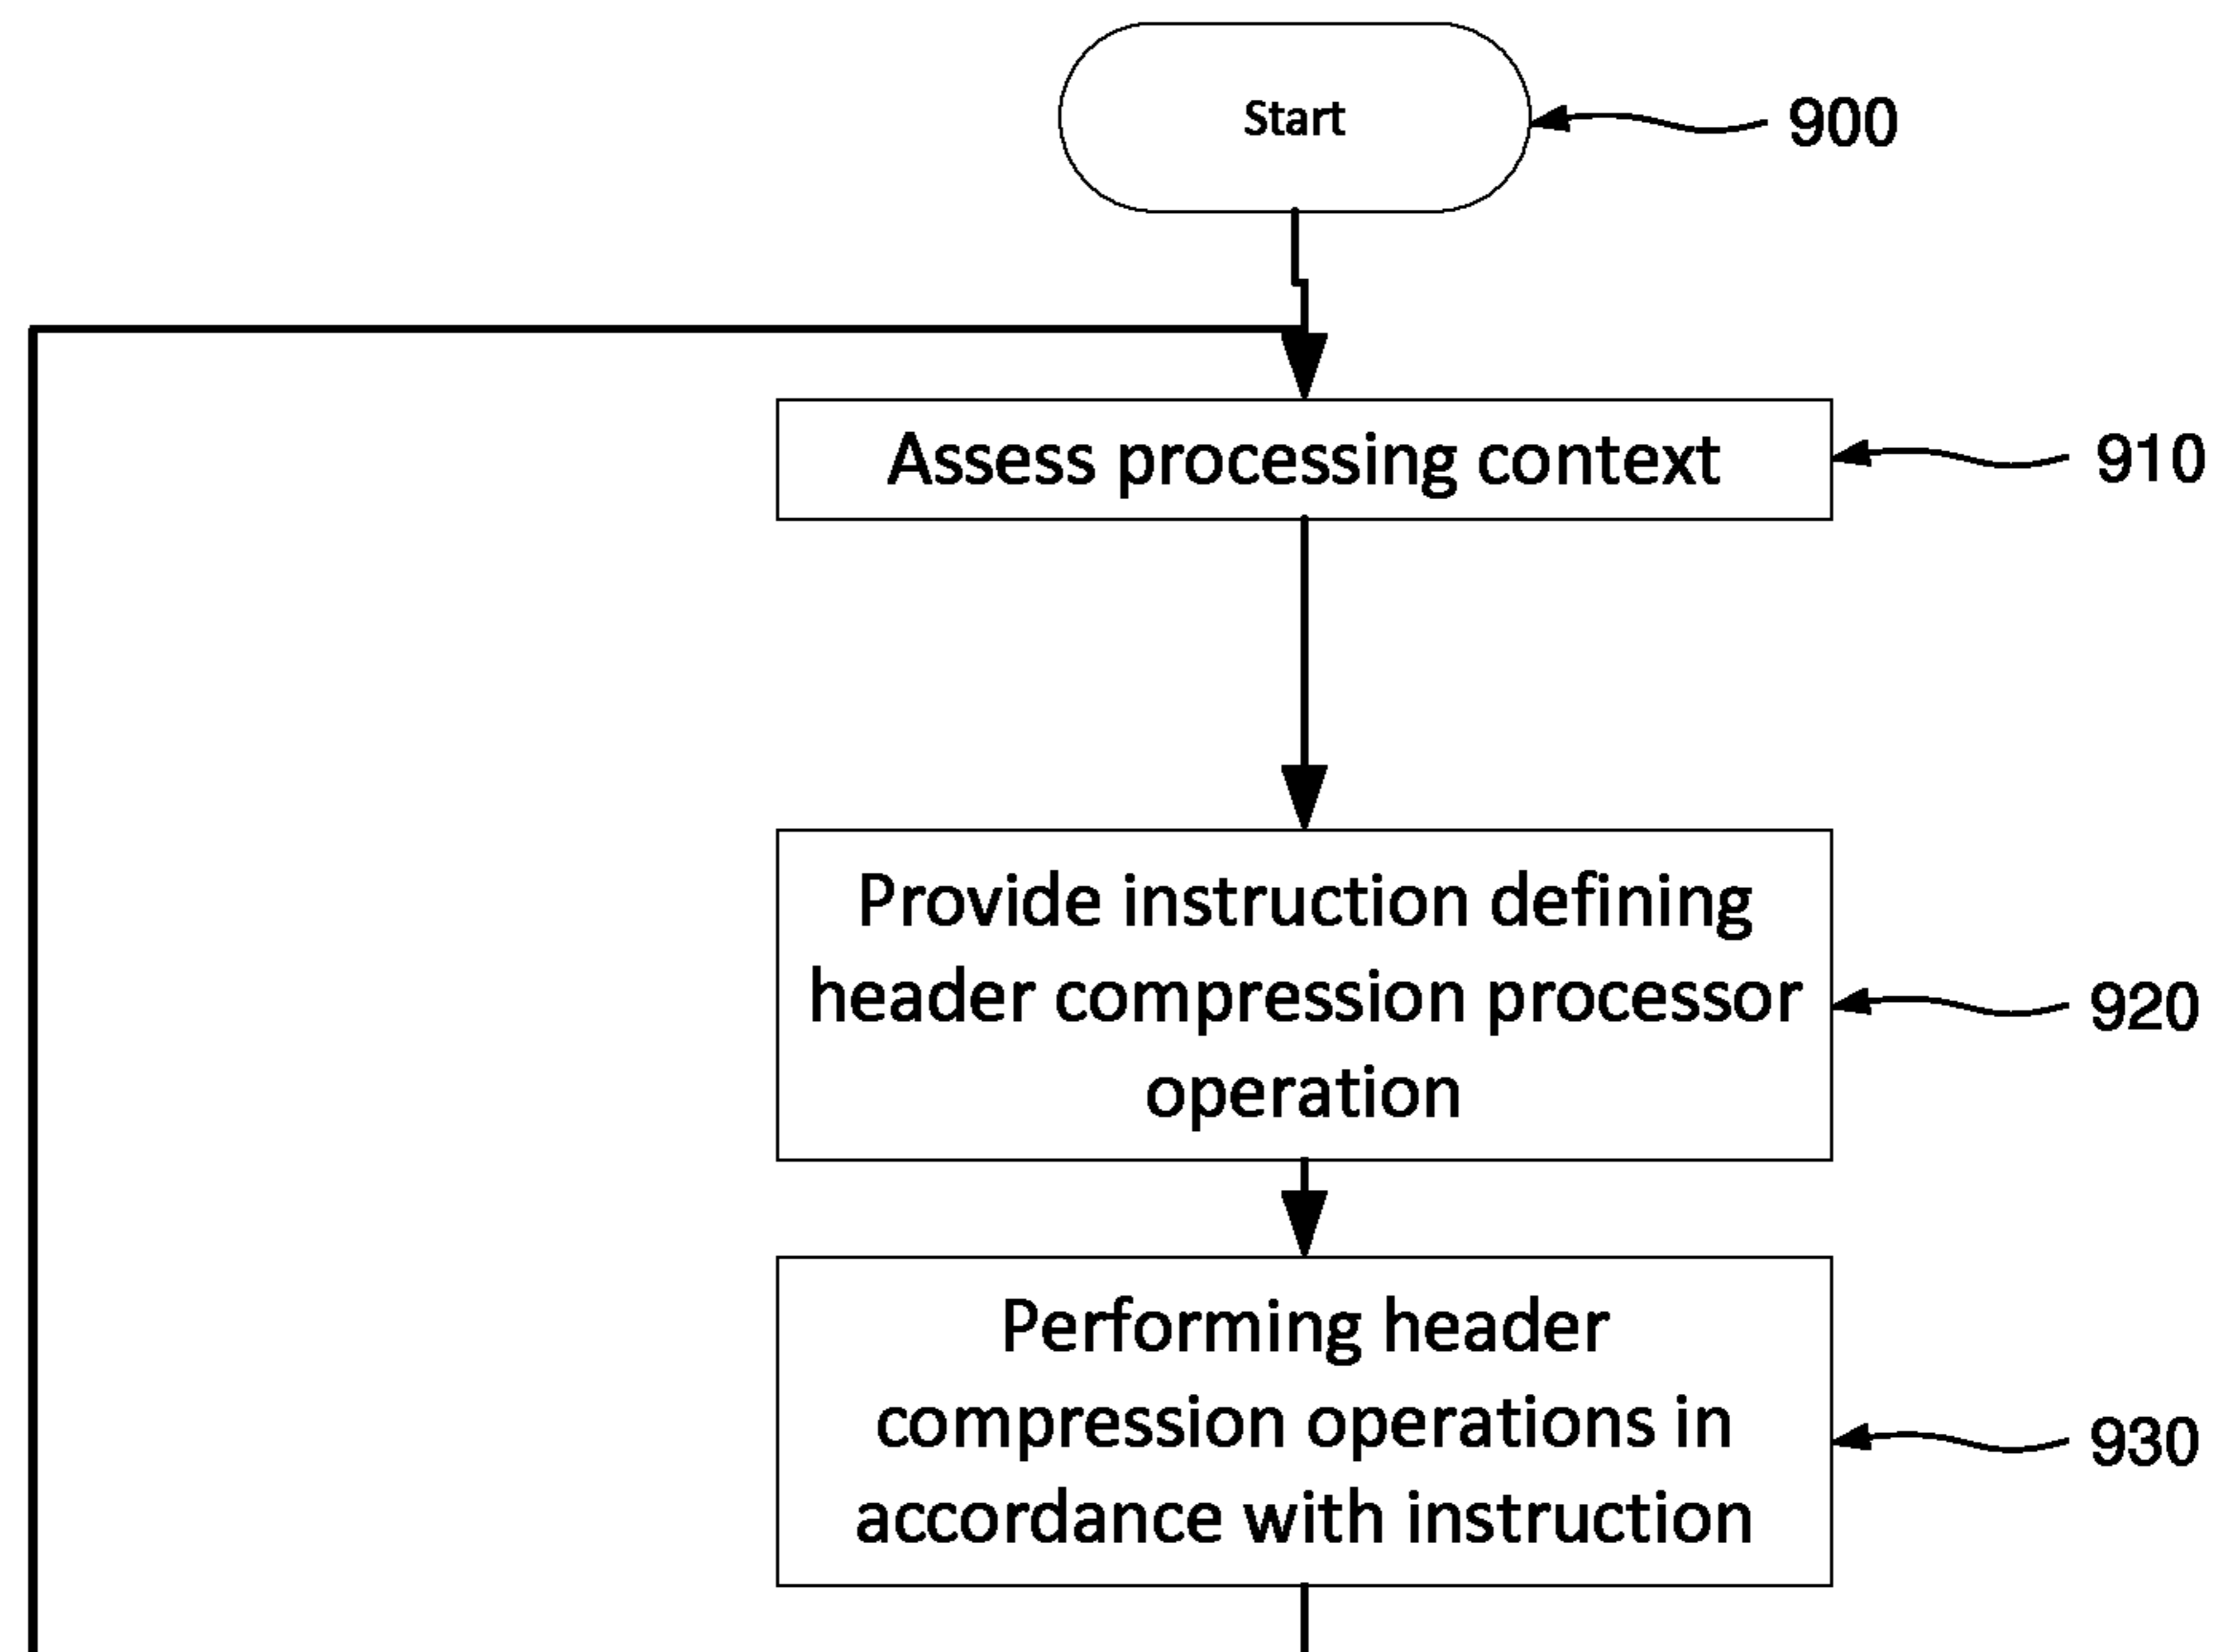 Start
900
Assess processing context
910
Provide instruction defining
header compression processor
operation
920
Performing header
compression operations in
accordance with instruction
930